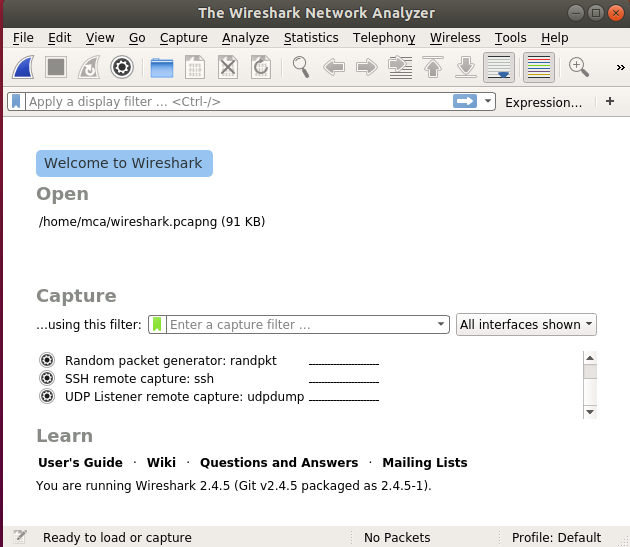 The Wireshark Network Analyzer
File Edit View Go Capture Analyze Statistics Telephony Wireless Tools Help
Apply a display filter ... <Ctrl-/> Expression... +
Welcome to Wireshark
Open
/home/mca/wireshark.pcapng (91 KB)
Capture
...using this filter: Enter a capture filter ... All interfaces shown
Random packet generator: randpkt
SSH remote capture: ssh
UDP Listener remote capture: udpdump
Learn
User's Guide · Wiki · Questions and Answers · Mailing Lists
You are running Wireshark 2.4.5 (Git v2.4.5 packaged as 2.4.5-1).
Ready to load or capture No Packets Profile: Default